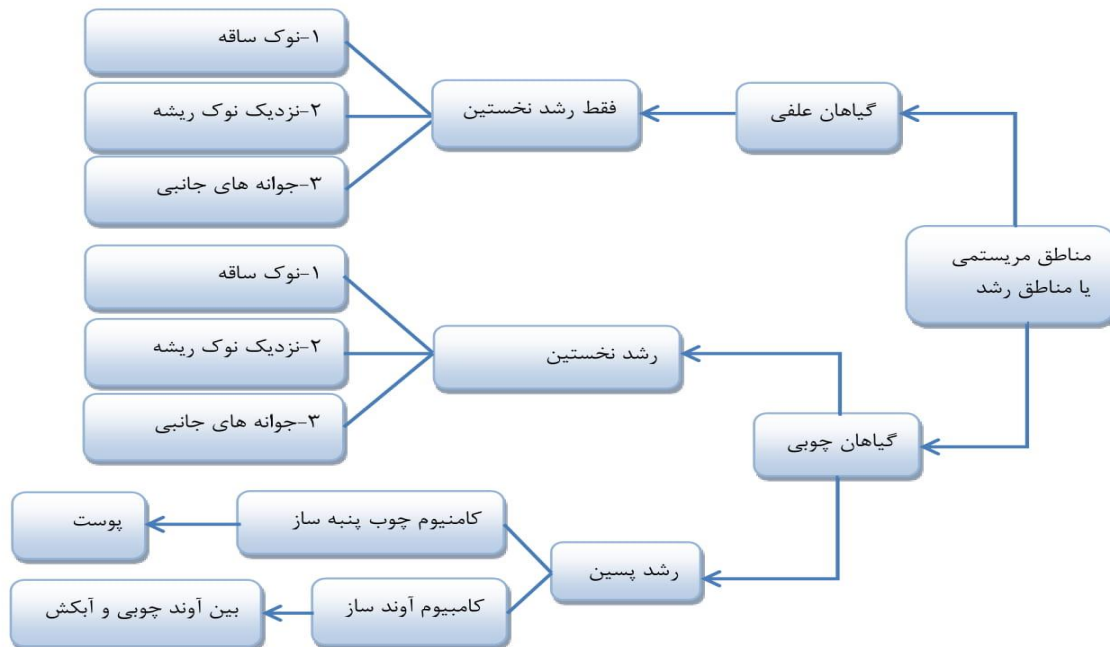 مناطق مریستمی
یا مناطق رشد
گیاهان علفی
فقط رشد نخستین
۱-نوک ساقه
۲-نزدیک نوک ریشه
۳-جوانه های جانبی
گیاهان چوبی
رشد نخستین
۱-نوک ساقه
۲-نزدیک نوک ریشه
۳-جوانه های جانبی
رشد پسین
کامنیوم چوب پنبه ساز
پوست
کامبیوم آوند ساز
بین آوند چوبی و آبکش